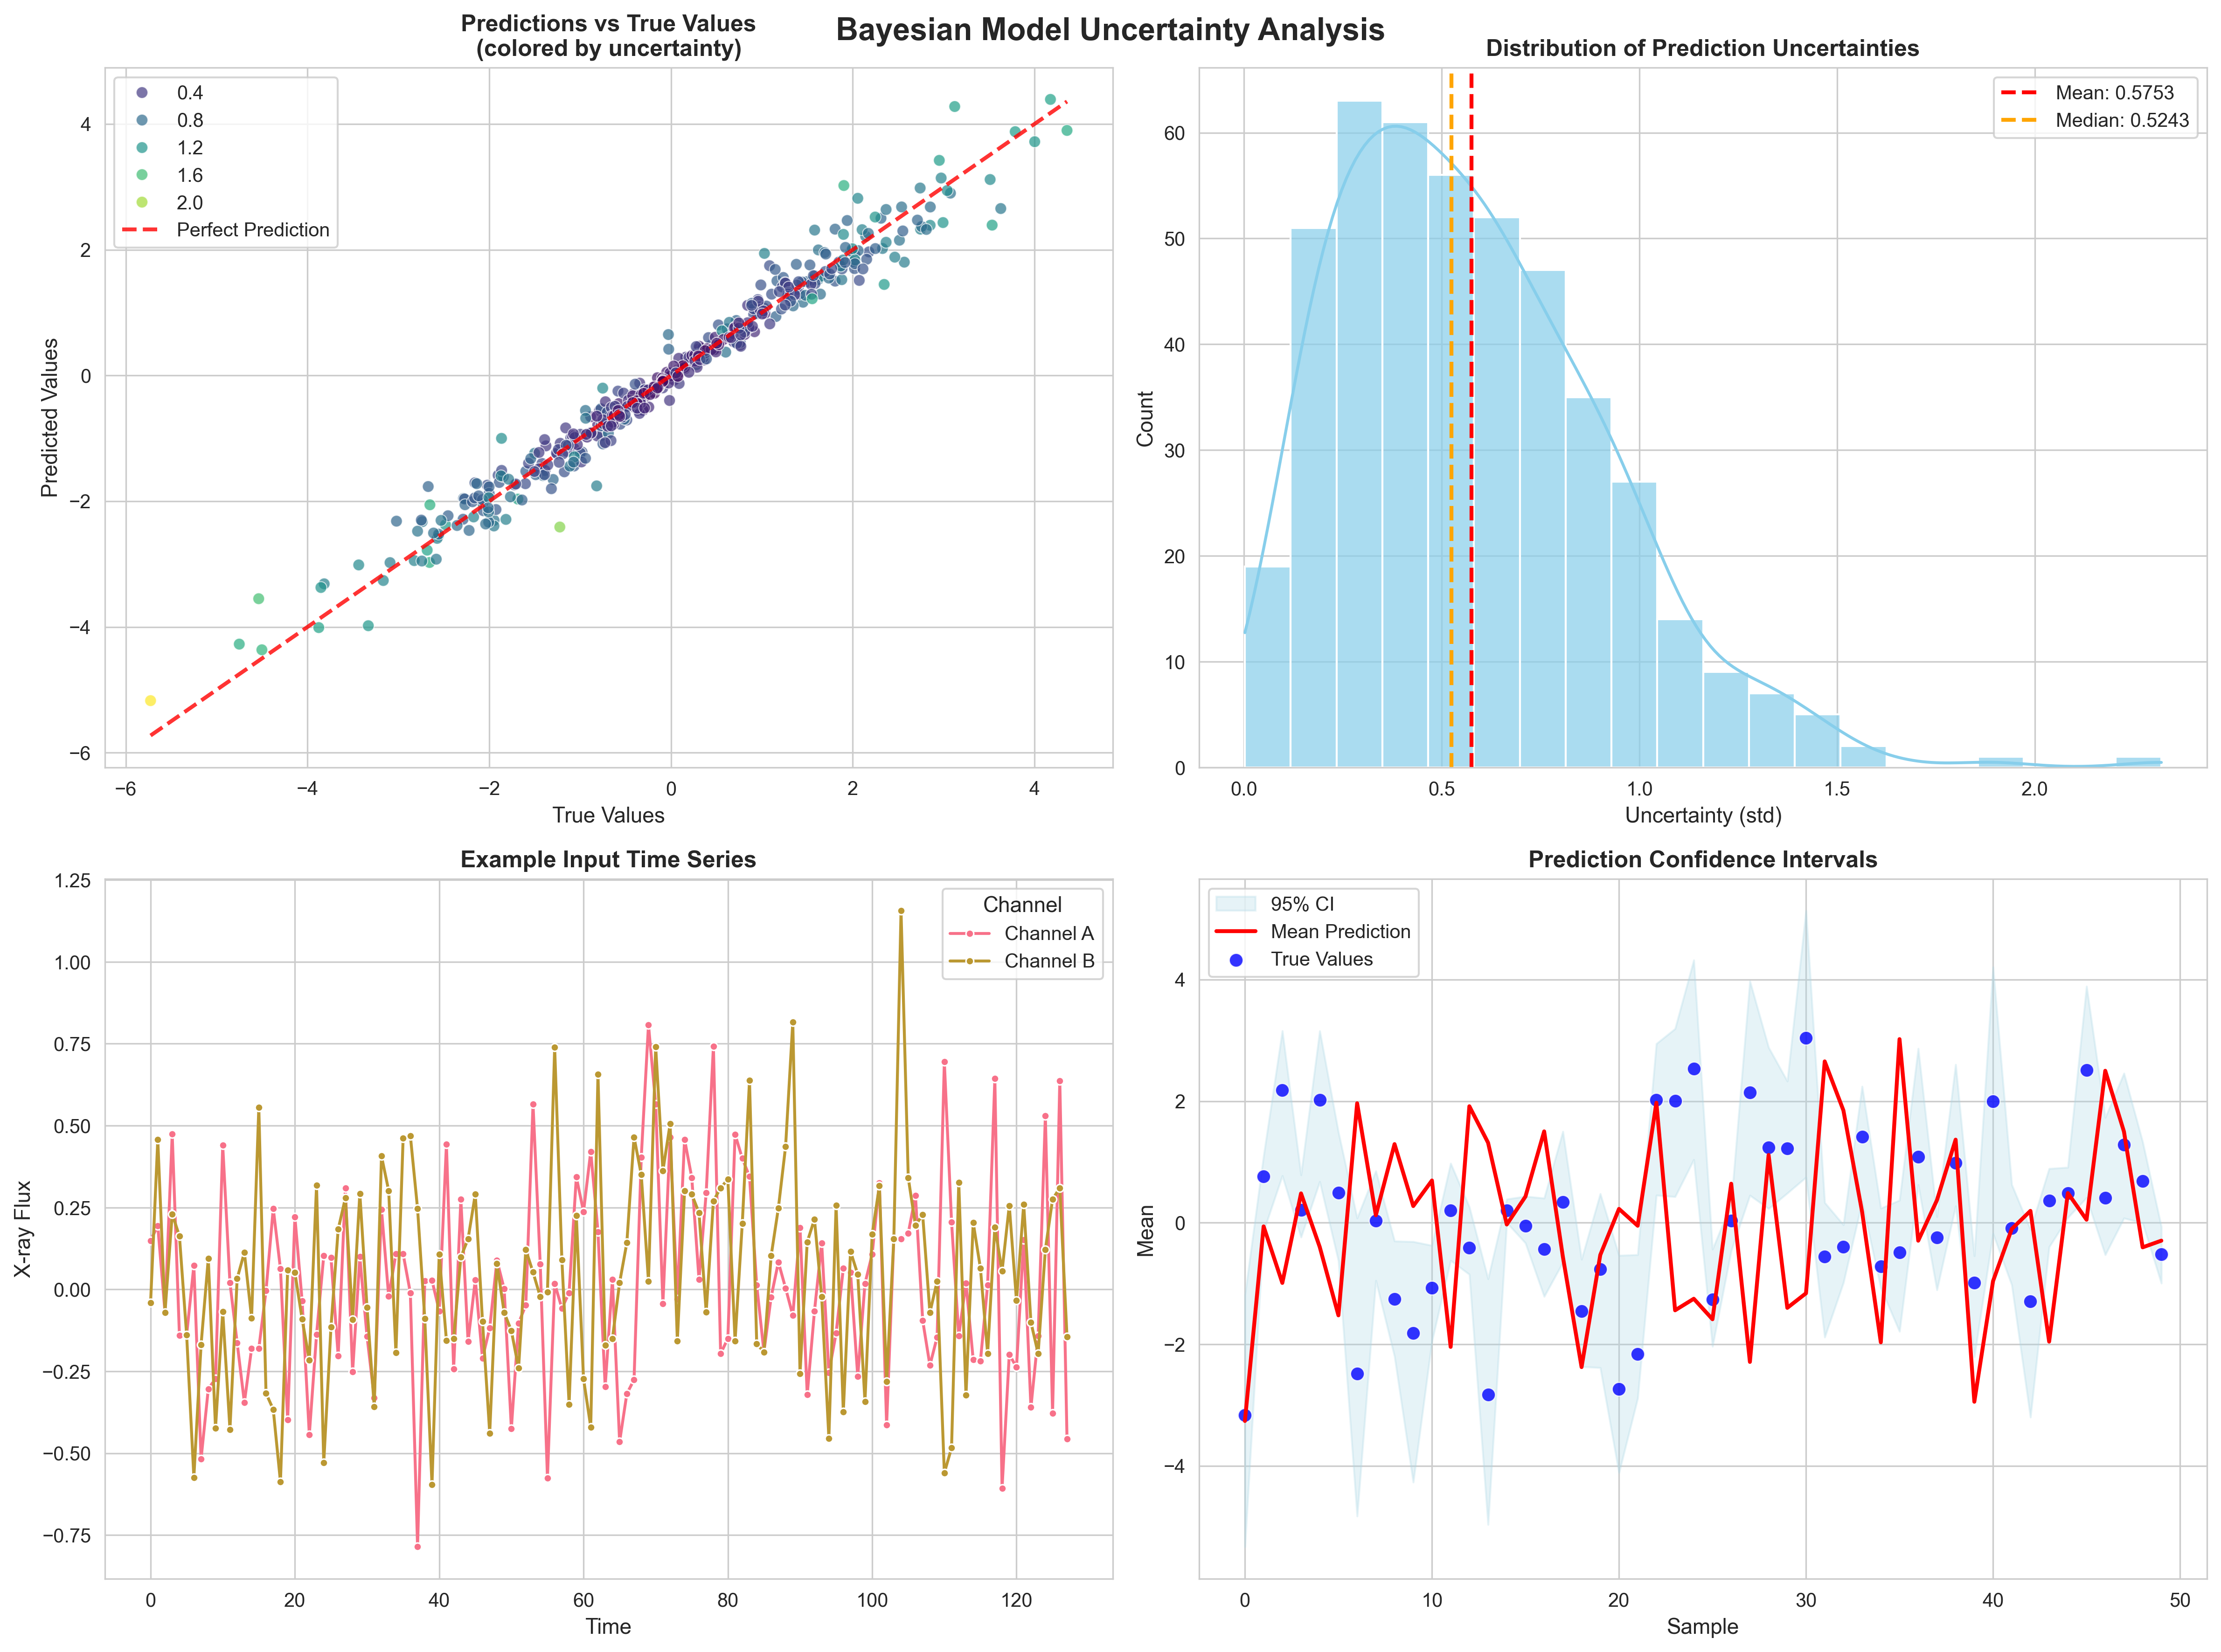 Bayesian Model Uncertainty Analysis
Predictions vs True Values
(colored by uncertainty)
0.4
0.8
1.2
1.6
2.0
Perfect Prediction
Predicted Values
4
2
0
−2
−4
−6
−6
−4
−2
0
2
4
True Values
Distribution of Prediction Uncertainties
Mean: 0.5753
Median: 0.5243
Count
60
50
40
30
20
10
0
0.0
0.5
1.0
1.5
2.0
Uncertainty (std)
Example Input Time Series
Channel
Channel A
Channel B
X-ray Flux
1.25
1.00
0.75
0.50
0.25
0.00
−0.25
−0.50
−0.75
0
20
40
60
80
100
120
Time
Prediction Confidence Intervals
95% CI
Mean Prediction
True Values
Mean
4
2
0
−2
−4
0
10
20
30
40
50
Sample